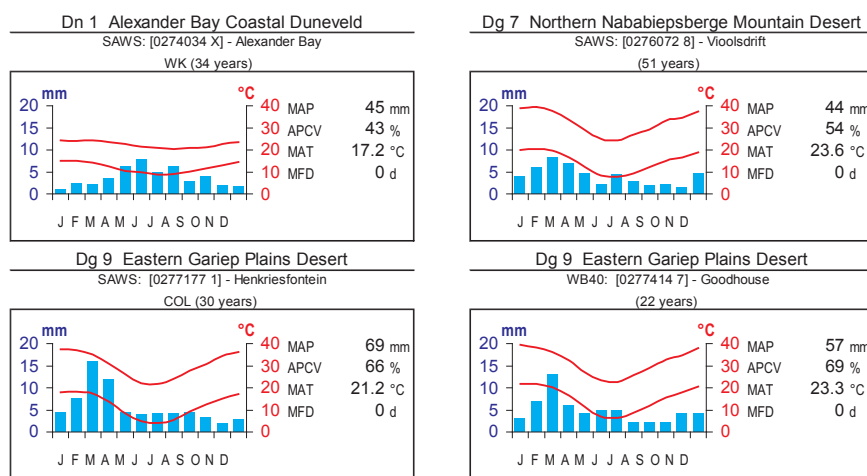 Dn 1 Alexander Bay Coastal Duneveld
SAWS: [0274034 X] - Alexander Bay
WK (34 years)
mm
°C
20 40 MAP 45 mm
15 30 APCV 43 %
10 20 MAT 17.2 °C
5 10 MFD 0 d
0 0
J F M A M J J A S O N D
Dg 7 Northern Nababiepsberge Mountain Desert
SAWS: [0276072 8] - Vioolsdrift
(51 years)
mm
°C
20 40 MAP 44 mm
15 30 APCV 54 %
10 20 MAT 23.6 °C
5 10 MFD 0 d
0 0
J F M A M J J A S O N D
Dg 9 Eastern Gariep Plains Desert
SAWS: [0277177 1] - Henkriesfontein
COL (30 years)
mm
°C
20 40 MAP 69 mm
15 30 APCV 66 %
10 20 MAT 21.2 °C
5 10 MFD 0 d
0 0
J F M A M J J A S O N D
Dg 9 Eastern Gariep Plains Desert
WB40: [0277414 7] - Goodhouse
(22 years)
mm
°C
20 40 MAP 57 mm
15 30 APCV 69 %
10 20 MAT 23.3 °C
5 10 MFD 0 d
0 0
J F M A M J J A S O N D